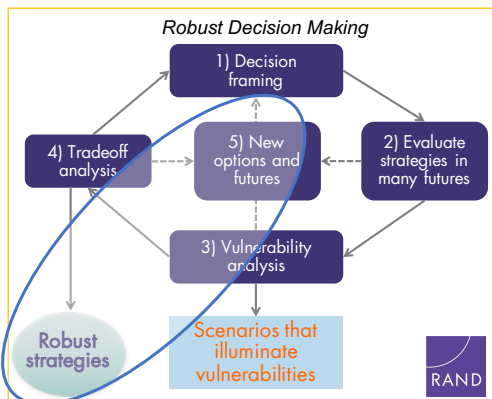 Robust Decision Making
1) Decision
framing
4) Tradeoff
analysis
5) New
options and
futures
2) Evaluate
strategies in
many futures
3) Vulnerability
analysis
Robust
strategies
Scenarios that
illuminate
vulnerabilities
RAND